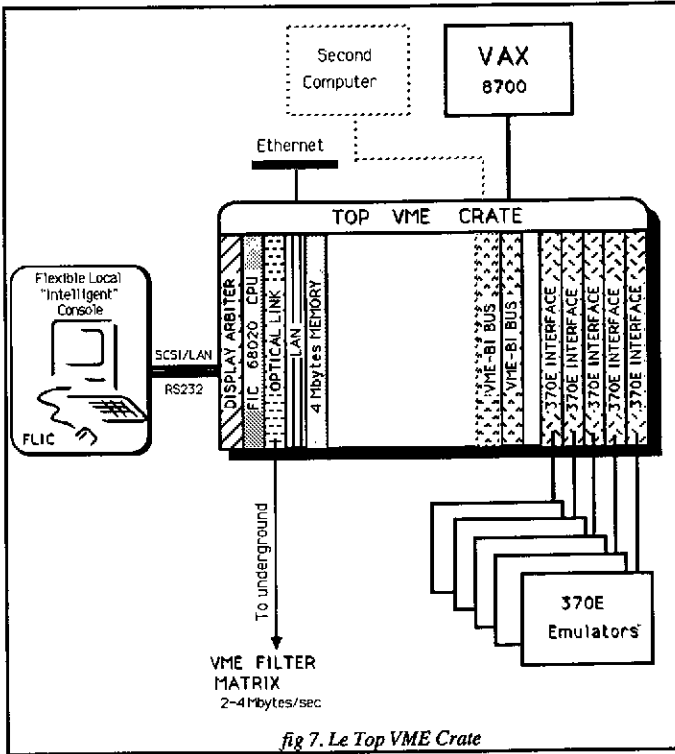 Second
Computer
VAX
8700
Ethernet
TOP VME CRATE
Flexible Local
"Intelligent"
Console
FLIC
SCSI/LAN
RS232
DISPLAY ARBITER
FIC 68020 CPU
OPTICAL LINK
LAN
4 Mbytes MEMORY
VME-BI BUS
VME-BI BUS
370E INTERFACE
370E INTERFACE
370E INTERFACE
370E INTERFACE
370E INTERFACE
To underground
VME FILTER
MATRIX
2-4Mbytes/sec
370E
Emulators
fig 7. Le Top VME Crate